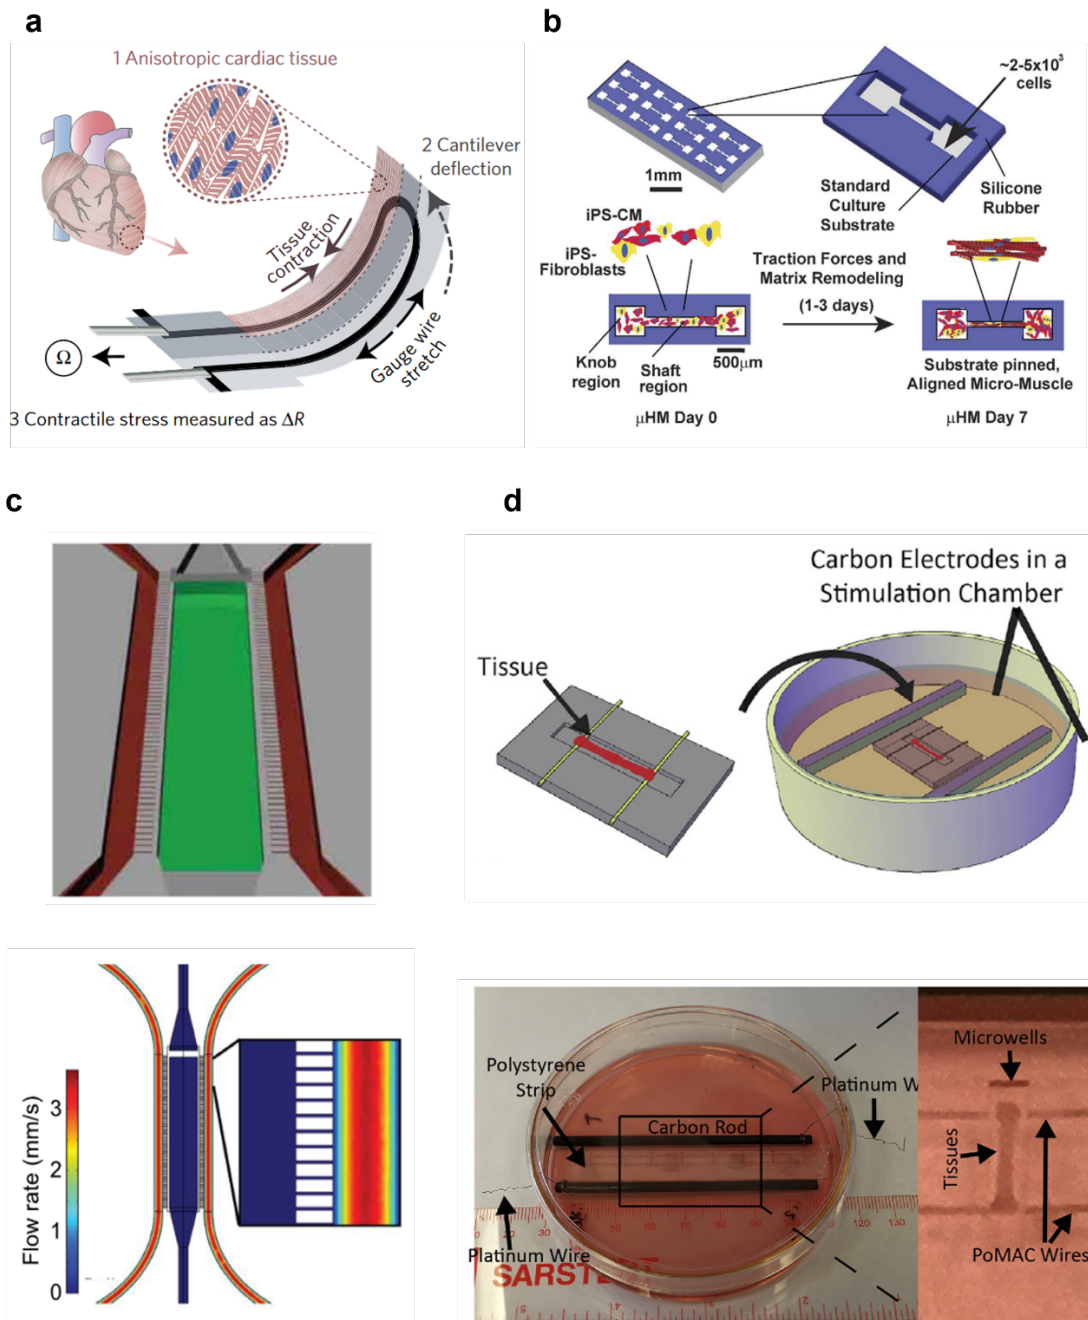 a
1 Anisotropic cardiac tissue
2 Cantilever
deflection
Tissue
contraction
Gauge wire
stretch
Ω
3 Contractile stress measured as ΔR
b
~2-5x10³
cells
1mm
Standard
Culture
Substrate
Silicone
Rubber
iPS-CM
iPS-
Fibroblasts
Traction Forces and
Matrix Remodeling
(1-3 days)
Knob
region
Shaft
region
500μm
Substrate pinned,
Aligned Micro-Muscle
μHM Day 0
μHM Day 7
c
Flow rate (mm/s)
3
2
1
0
d
Carbon Electrodes in a
Stimulation Chamber
Tissue
Polystyrene
Strip
Carbon Rod
Platinum W
Platinum Wire
SARSTE
Microwells
Tissues
PoMAC Wires